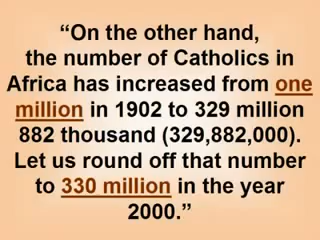 “On the other hand,
the number of Catholics in
Africa has increased from one
million in 1902 to 329 million
882 thousand (329,882,000).
Let us round off that number
to 330 million in the year
2000.”